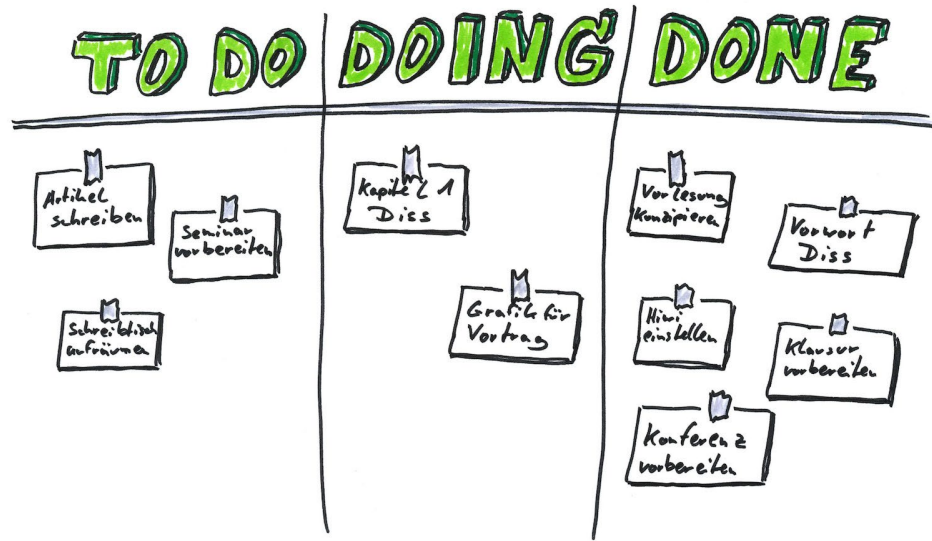 TO DO
DOING
DONE
Artikel
schreiben
Seminar
vorbereiten
Schreibtisch
aufräumen
Kapitel 1
Diss
Grafik für
Vortrag
Vorlesung
Konzipieren
Vorwort
Diss
Hiwi
einstellen
Klausur
vorbereiten
Konferenz
vorbereiten